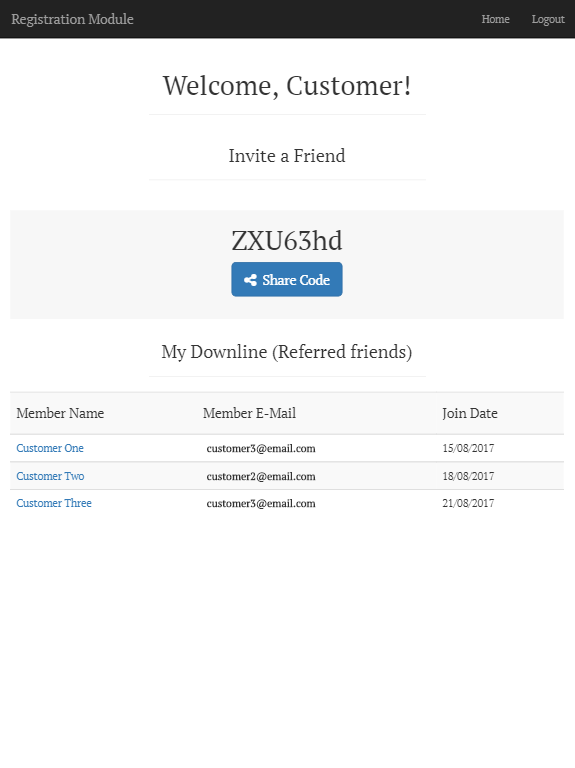 Registration Module Home Logout
Welcome, Customer!
Invite a Friend
ZXU63hd
Share Code
My Downline (Referred friends)
Member Name Member E-Mail Join Date
Customer One customer3@email.com 15/08/2017
Customer Two customer2@email.com 18/08/2017
Customer Three customer3@email.com 21/08/2017